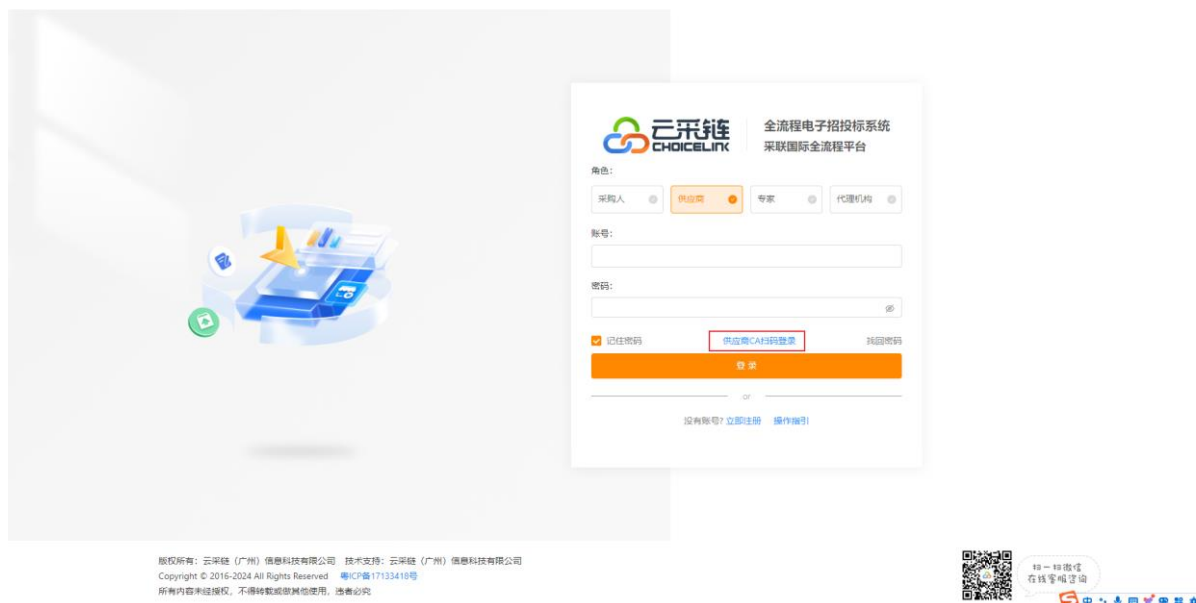 云采链
CHOICELINK
全流程电子招投标系统
采联国际全流程平台
角色：
采购人 供应商 专家 代理机构
账号：
密码：
记住密码 供应商CA扫码登录 找回密码
登 录
or
没有账号? 立即注册 操作指引
版权所有：云采链（广州）信息科技有限公司 技术支持：云采链（广州）信息科技有限公司
Copyright © 2016-2024 All Rights Reserved 粤ICP备17133418号
所有内容未经授权，不得转载或做其他使用，违者必究
扫一扫微信
在线客服咨询
中